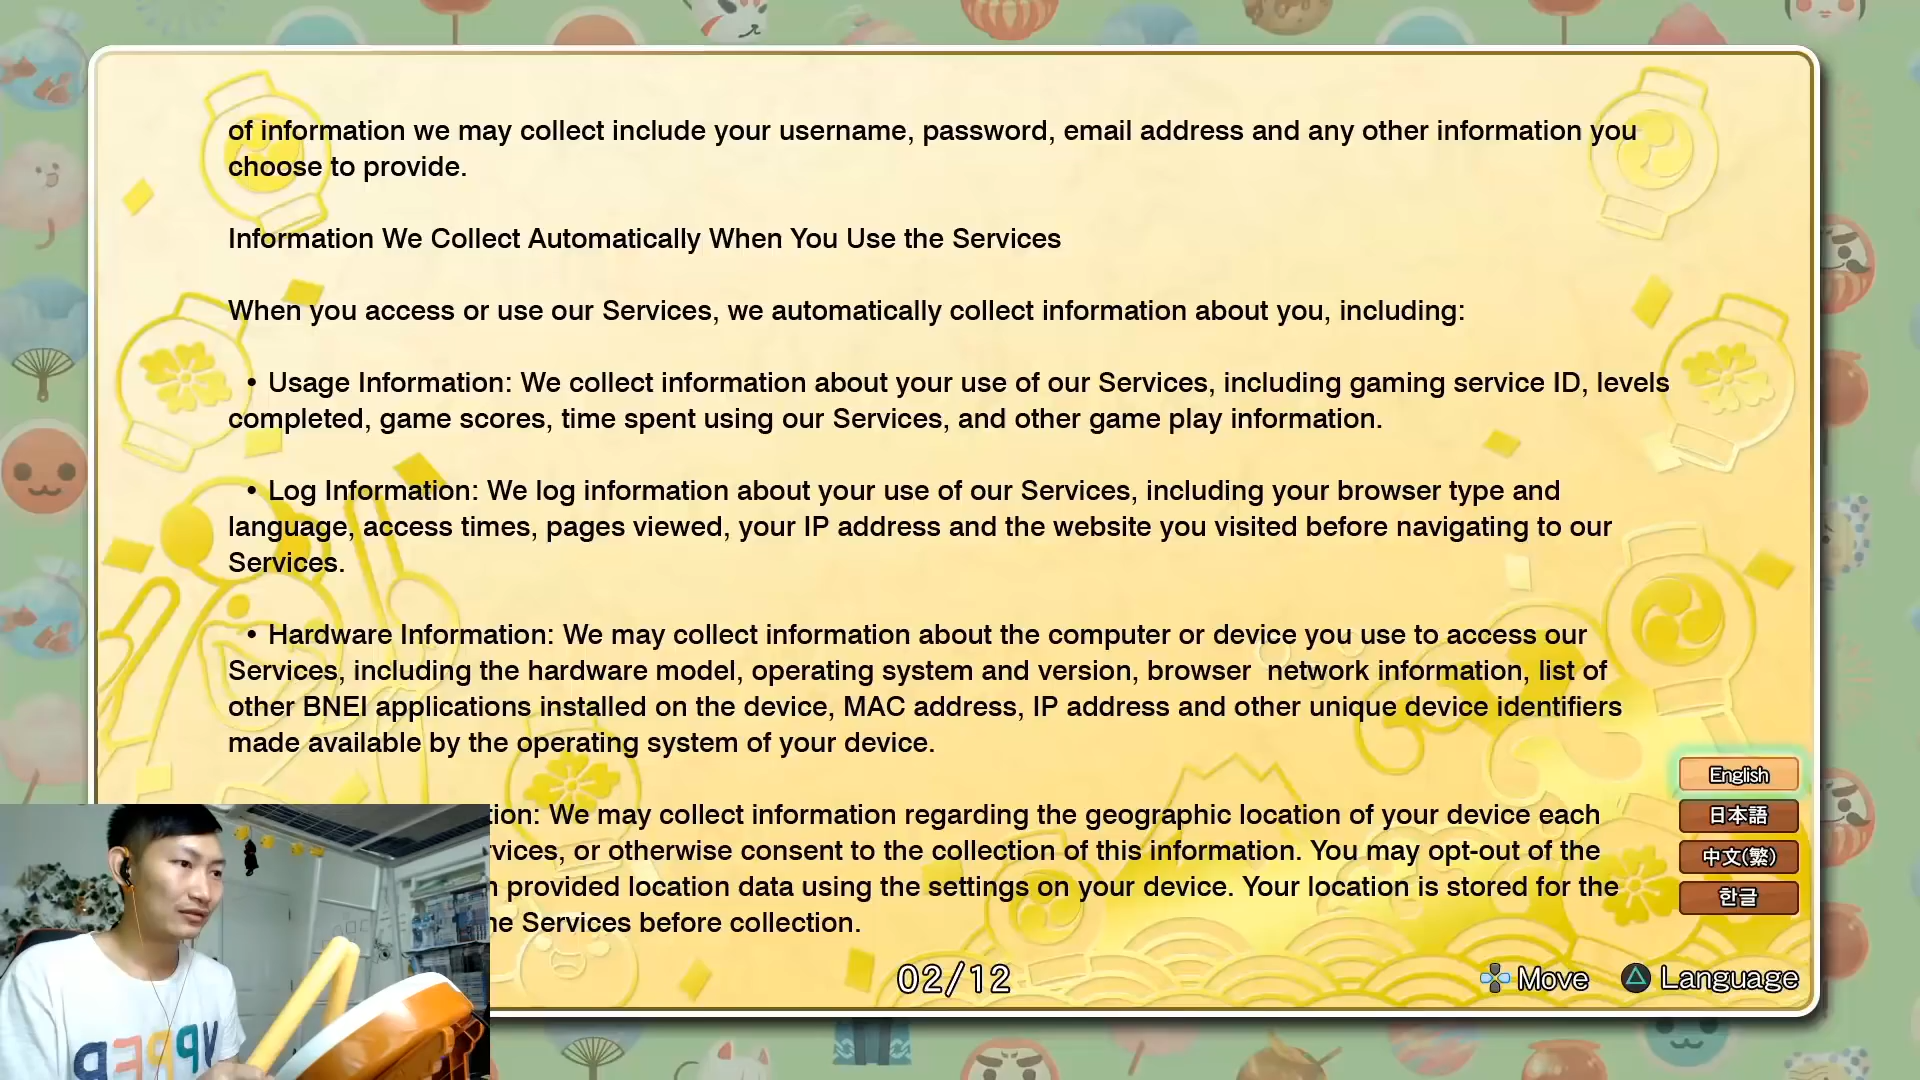 of information we may collect include your username, password, email address and any other information you
choose to provide.
Information We Collect Automatically When You Use the Services
When you access or use our Services, we automatically collect information about you, including:
• Usage Information: We collect information about your use of our Services, including gaming service ID, levels
completed, game scores, time spent using our Services, and other game play information.
• Log Information: We log information about your use of our Services, including your browser type and
language, access times, pages viewed, your IP address and the website you visited before navigating to our
Services.
• Hardware Information: We may collect information about the computer or device you use to access our
Services, including the hardware model, operating system and version, browser  network information, list of
other BNEI applications installed on the device, MAC address, IP address and other unique device identifiers
made available by the operating system of your device.
We may collect information regarding the geographic location of your device each
or otherwise consent to the collection of this information. You may opt-out of the
provided location data using the settings on your device. Your location is stored for the
Services before collection.
English
日本語
中文(繁)
한글
02/12
Move
Language